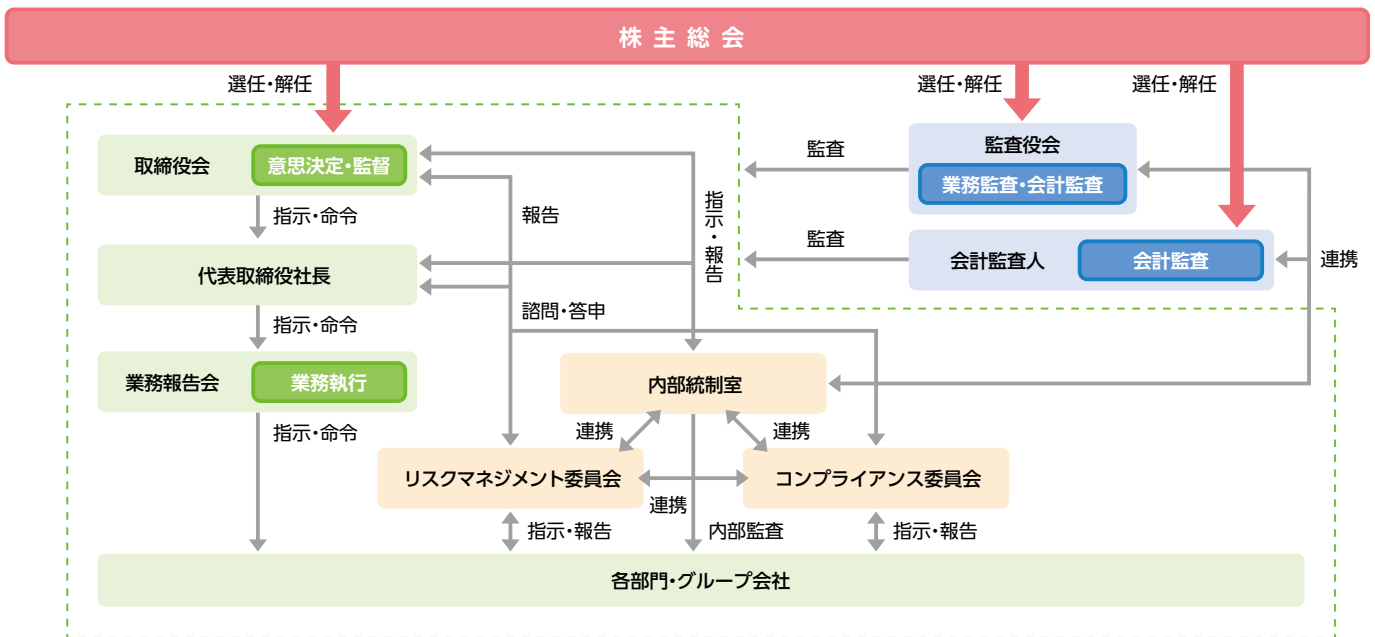 株主総会
選任・解任
選任・解任
選任・解任
取締役会
意思決定・監督
監査
監査役会
業務監査・会計監査
指示・命令
報告
指示・報告
代表取締役社長
監査
会計監査人
会計監査
連携
指示・命令
諮問・答申
業務報告会
業務執行
内部統制室
指示・命令
連携
連携
リスクマネジメント委員会
コンプライアンス委員会
連携
指示・報告
内部監査
指示・報告
各部門・グループ会社